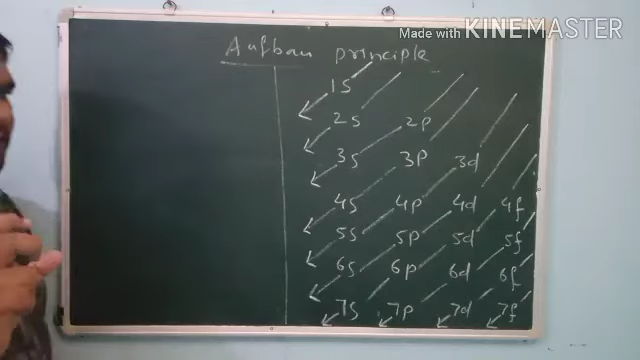 Made with KINEMASTER
Aufbau principle
1s
2s 2p
3s 3p 3d
4s 4p 4d 4f
5s 5p 5d 5f
6s 6p 6d 6f
7s 7p 7d 7f